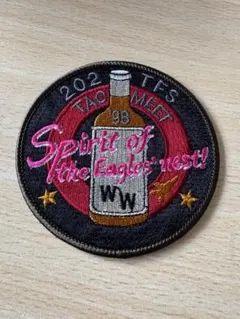 202 TFS
TAC MEET
98
Spirit of
the Eagles' nest!
WW